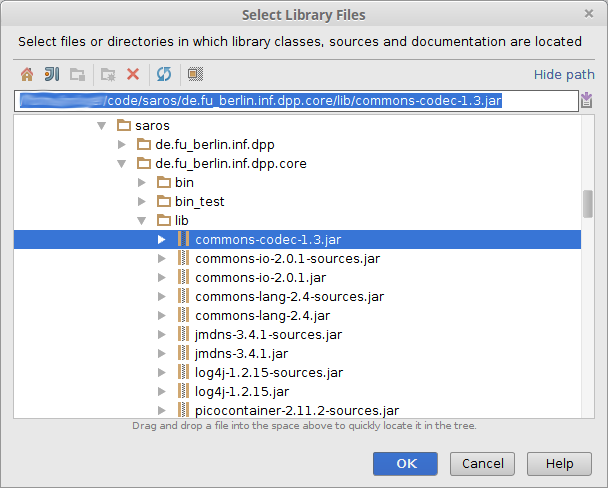 Select Library Files
Select files or directories in which library classes, sources and documentation are located
Hide path
/code/saros/de.fu_berlin.inf.dpp.core/lib/commons-codec-1.3.jar
saros
de.fu_berlin.inf.dpp
de.fu_berlin.inf.dpp.core
bin
bin_test
lib
commons-codec-1.3.jar
commons-io-2.0.1-sources.jar
commons-io-2.0.1.jar
commons-lang-2.4-sources.jar
commons-lang-2.4.jar
jmdns-3.4.1-sources.jar
jmdns-3.4.1.jar
log4j-1.2.15-sources.jar
log4j-1.2.15.jar
picocontainer-2.11.2-sources.jar
Drag and drop a file into the space above to quickly locate it in the tree.
OK Cancel Help